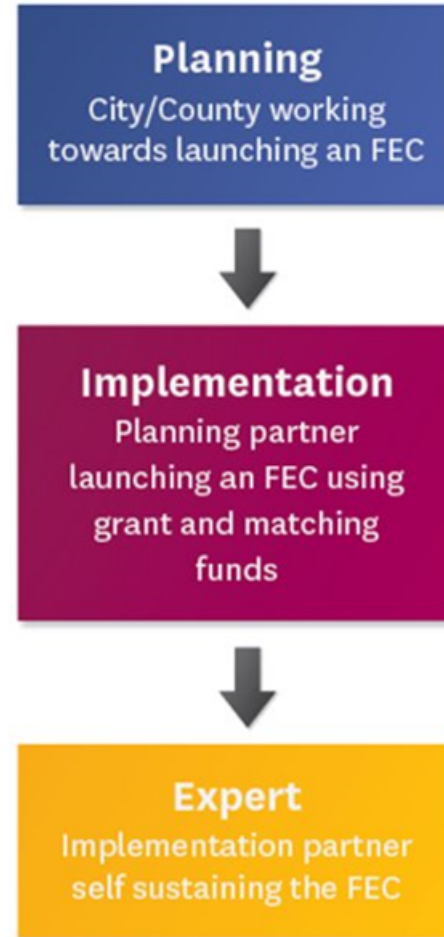 Planning
City/County working
towards launching an FEC
Implementation
Planning partner
launching an FEC using
grant and matching
funds
Expert
Implementation partner
self sustaining the FEC